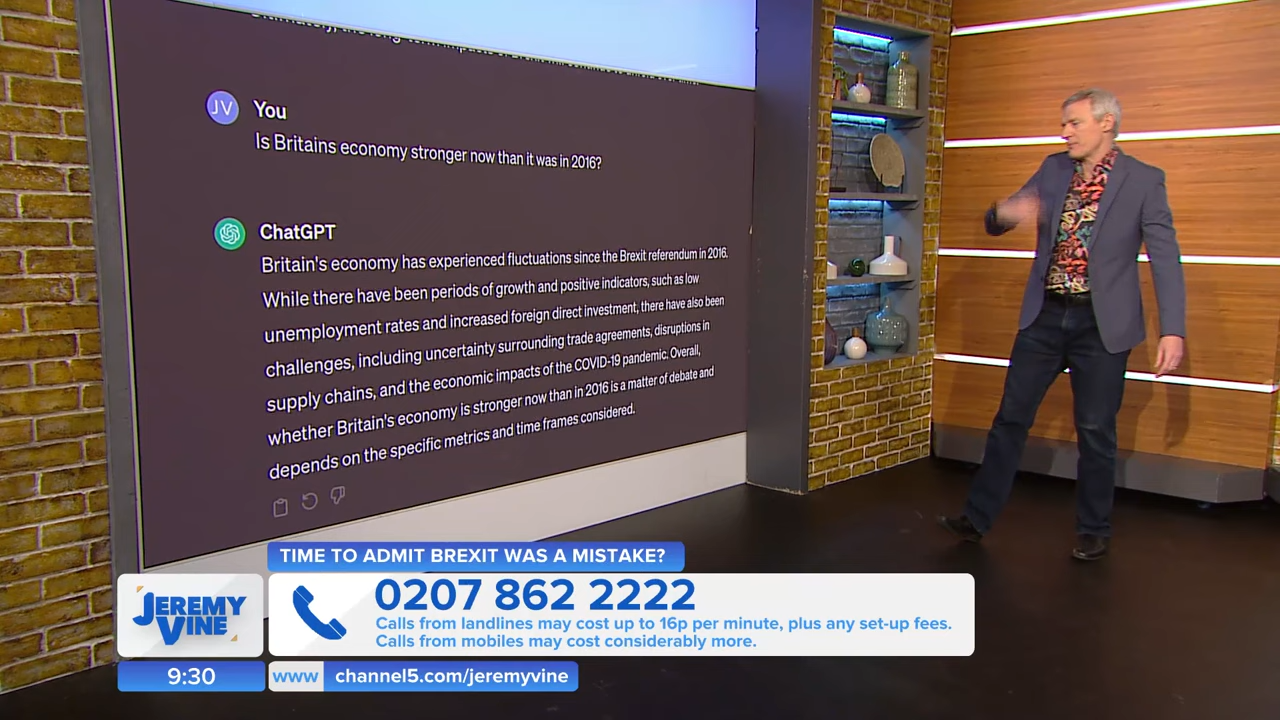 JV
You
Is Britains economy stronger now than it was in 2016?
ChatGPT
Britain's economy has experienced fluctuations since the Brexit referendum in 2016.
While there have been periods of growth and positive indicators, such as low
unemployment rates and increased foreign direct investment, there have also been
challenges, including uncertainty surrounding trade agreements, disruptions in
supply chains, and the economic impacts of the COVID-19 pandemic. Overall,
whether Britain's economy is stronger now than in 2016 is a matter of debate and
depends on the specific metrics and time frames considered.
TIME TO ADMIT BREXIT WAS A MISTAKE?
JEREMY
VINE
0207 862 2222
Calls from landlines may cost up to 16p per minute, plus any set-up fees.
Calls from mobiles may cost considerably more.
9:30
www channel5.com/jeremyvine